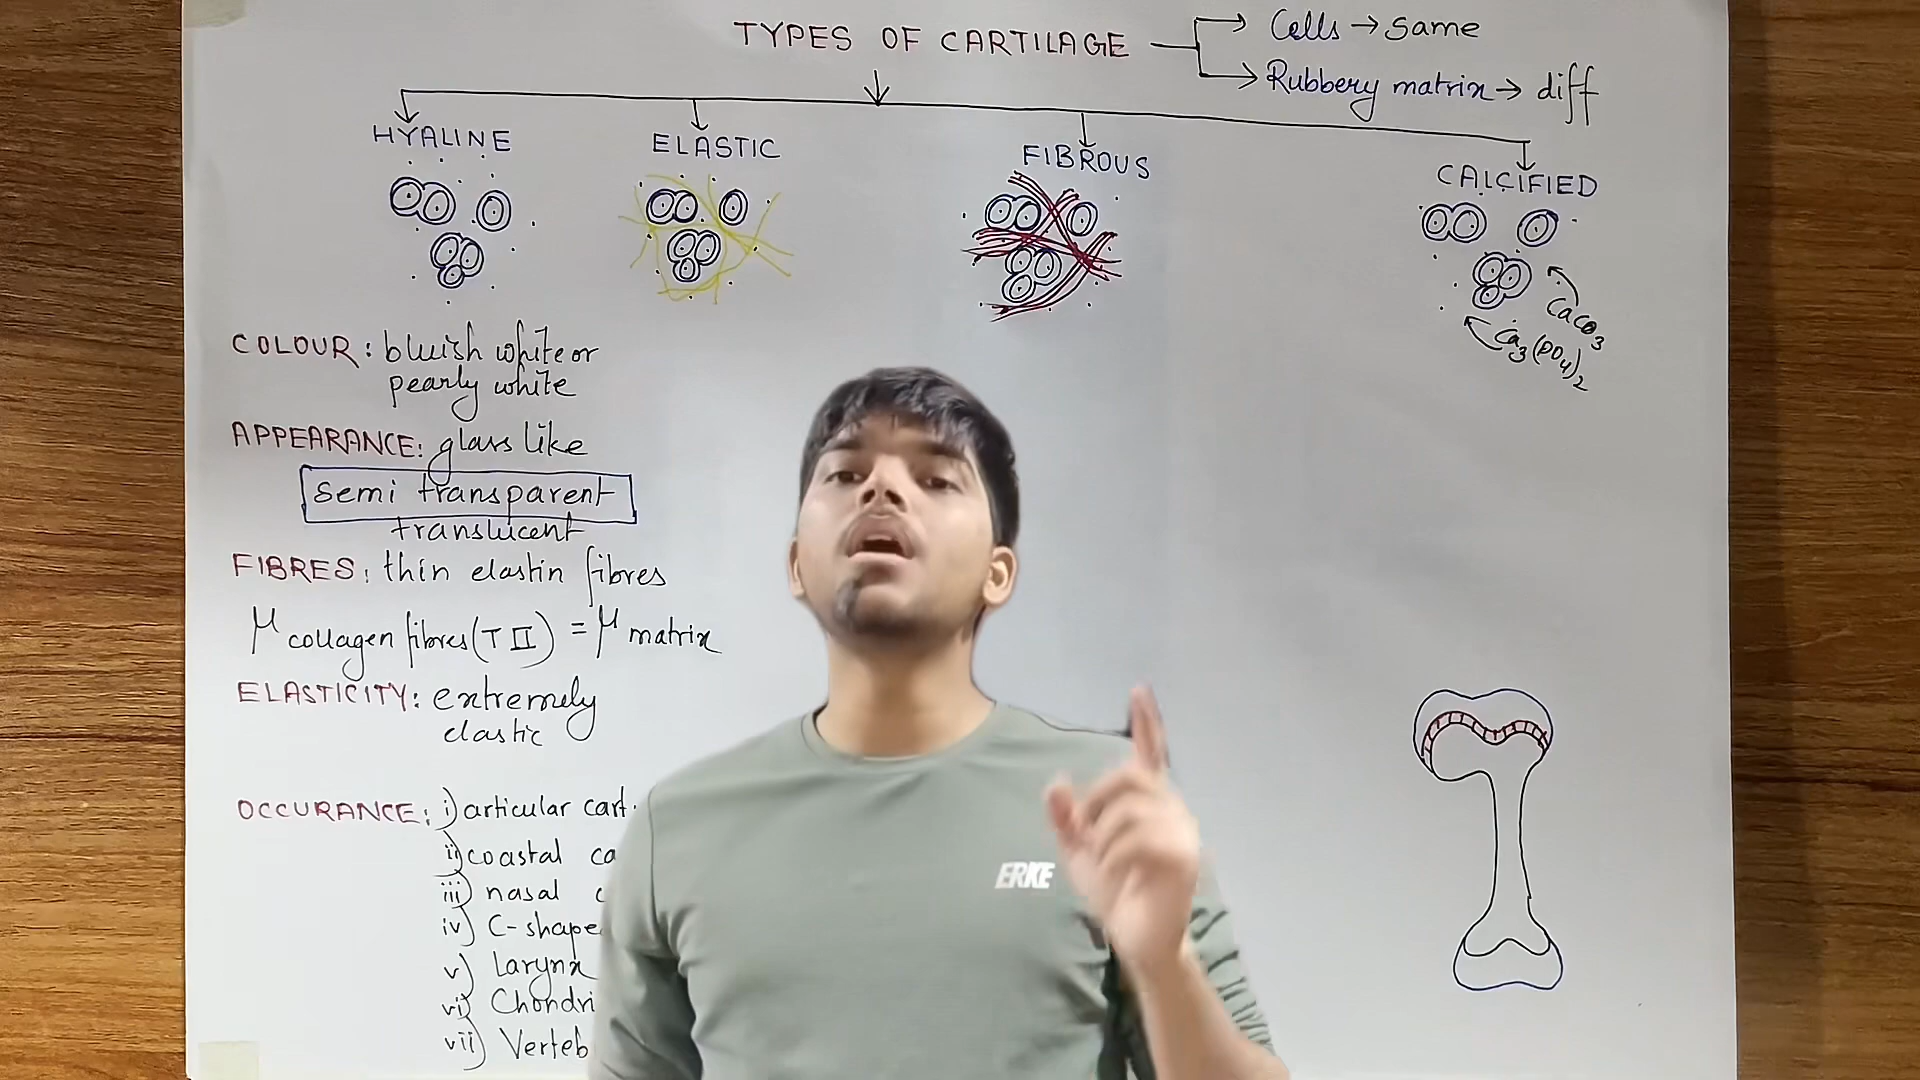 TYPES OF CARTILAGE
Cells → same
Rubbery matrix → diff
HYALINE
ELASTIC
FIBROUS
CALCIFIED
CaCO3
Ca3(PO4)2
COLOUR: bluish white or
pearly white
APPEARANCE: glass like
semi transparent
translucent
FIBRES: thin elastin fibres
μ collagen fibres (T II) = μ matrix
ELASTICITY: extremely
elastic
OCCURANCE: i) articular cart.
ii) coastal ca
iii) nasal c
iv) C-shape
v) Larynx
vi) Chondri
vii) Verteb
ERKE